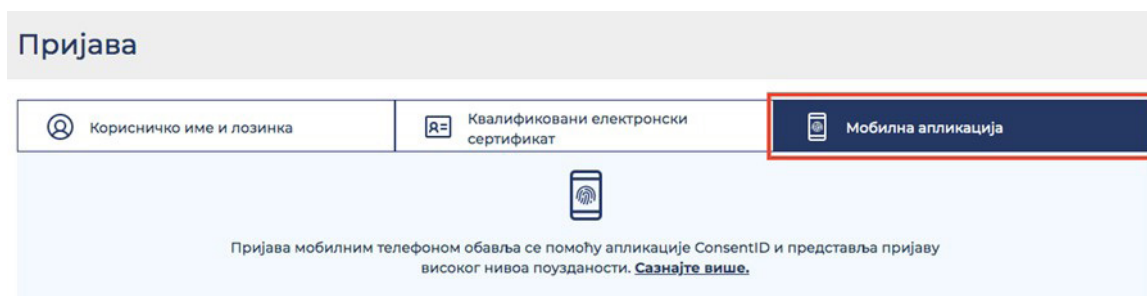 Пријава
Корисничко име и лозинка
Квалификовани електронски
сертификат
Мобилна апликација
Пријава мобилним телефоном обавља се помоћу апликације ConsentID и представља пријаву
високог нивоа поузданости. Сазнајте више.